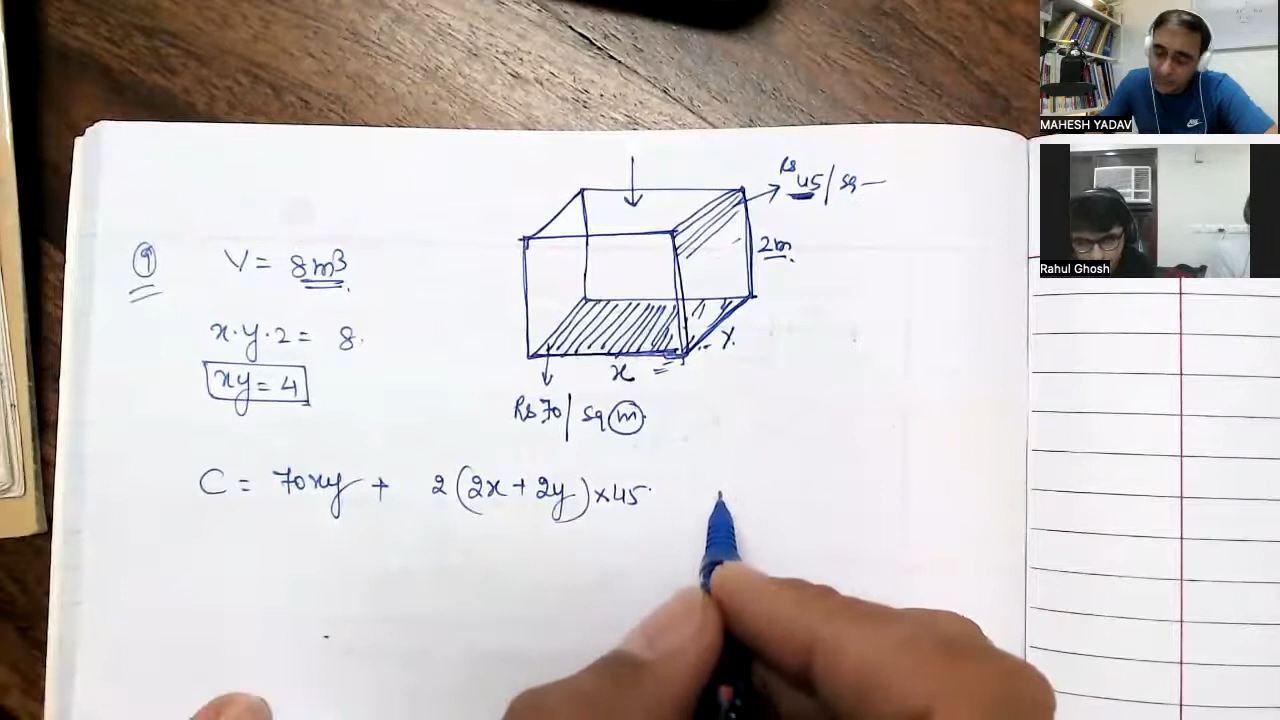 MAHESH YADAV
Rs 45/sq
⑨ V = 8m³
2m.
Rahul Ghosh
x·y·2 = 8.
y.
xy = 4
x
Rs 70/sq m.
C = 70xy + 2(2x + 2y)×45